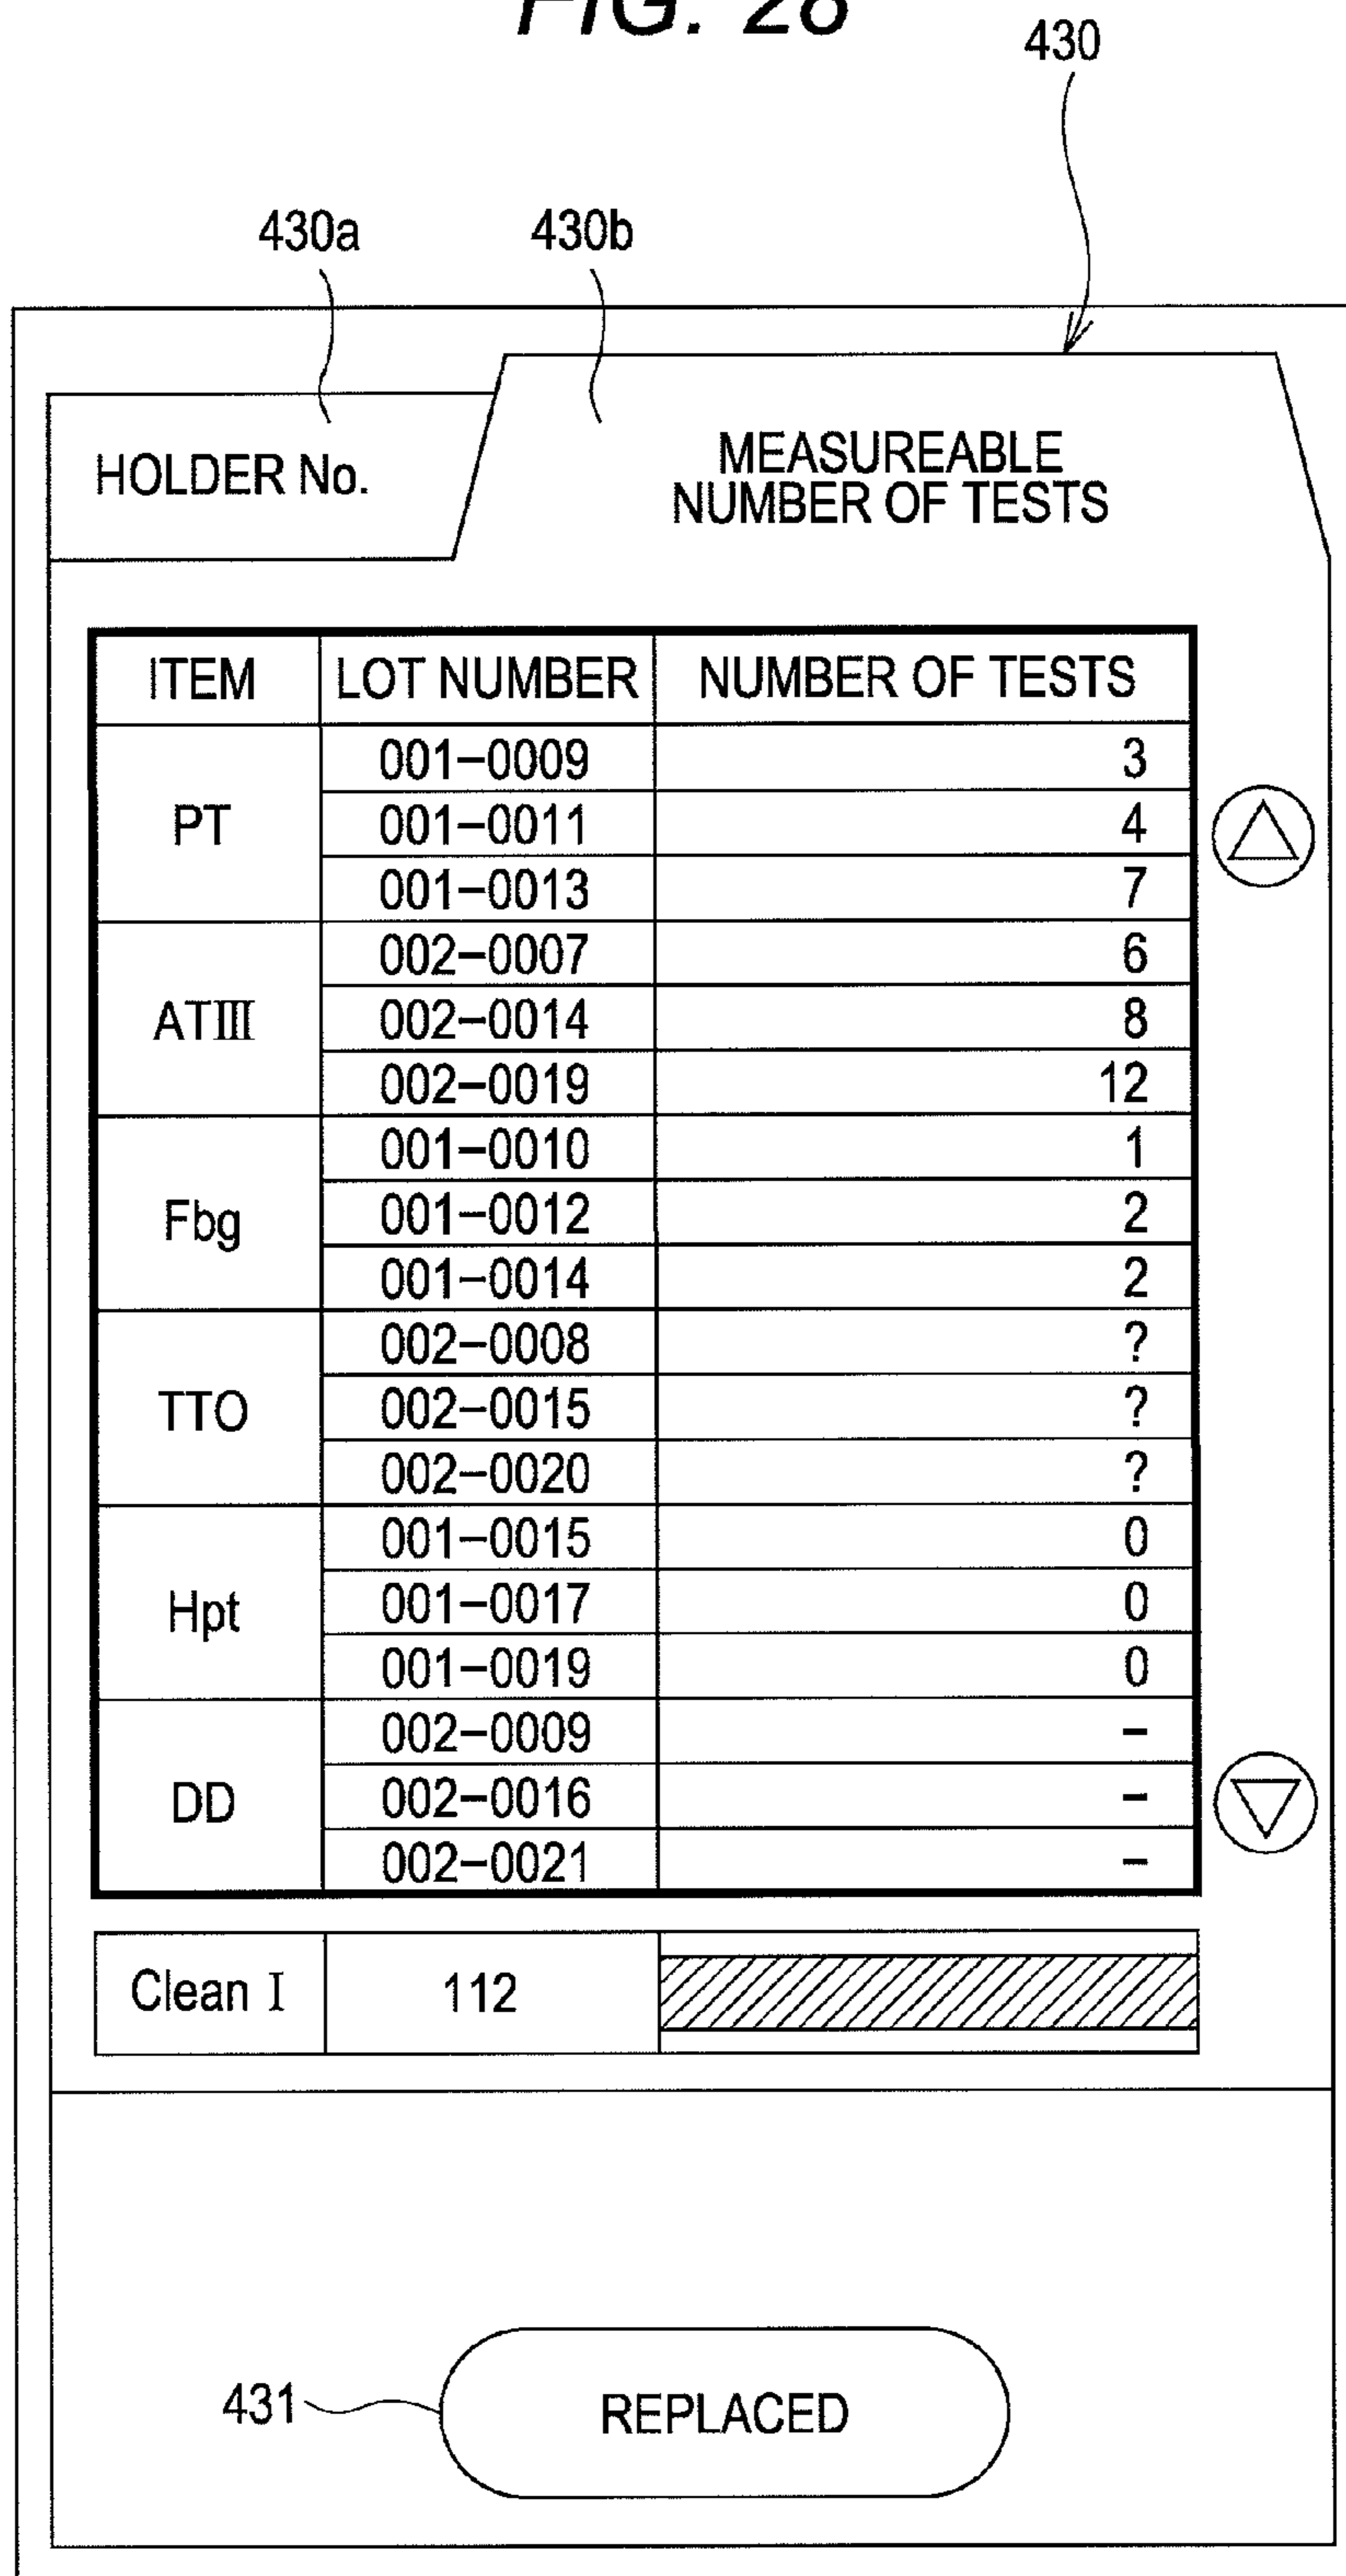 FIG. 28
430
430a 430b
HOLDER No.
MEASUREABLE
NUMBER OF TESTS
ITEM LOT NUMBER NUMBER OF TESTS
PT
001-0009 3
001-0011 4
001-0013 7
ATⅢ
002-0007 6
002-0014 8
002-0019 12
Fbg
001-0010 1
001-0012 2
001-0014 2
TTO
002-0008 ?
002-0015 ?
002-0020 ?
Hpt
001-0015 0
001-0017 0
001-0019 0
DD
002-0009 -
002-0016 -
002-0021 -
Clean Ⅰ 112
431
REPLACED